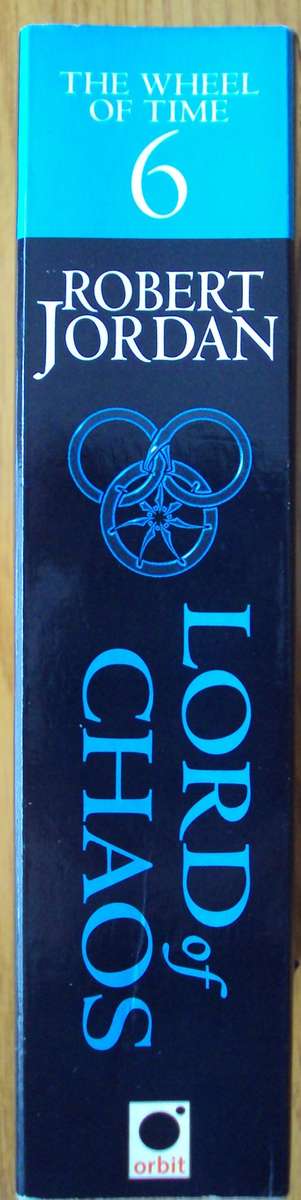 THE WHEEL
OF TIME
6
ROBERT
JORDAN
LORD of
CHAOS
orbit